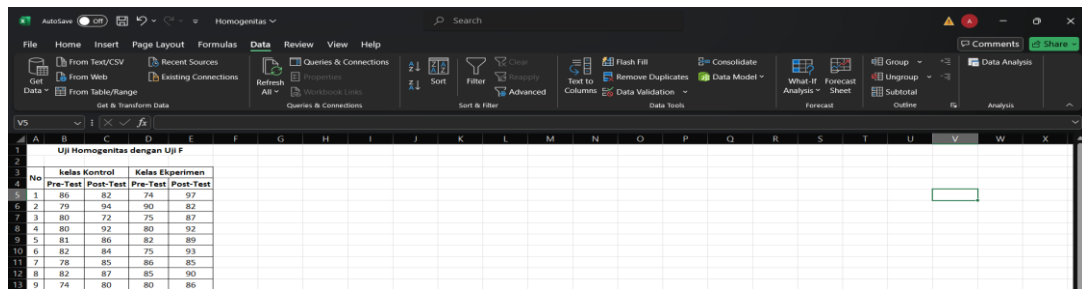 AutoSave Off Homogenitas Search A
File Home Insert Page Layout Formulas Data Review View Help Comments Share
Get Data
From Text/CSV
From Web
From Table/Range
Recent Sources
Existing Connections
Get & Transform Data
Refresh All
Queries & Connections
Properties
Workbook Links
Queries & Connections
Sort
Filter
Clear
Reapply
Advanced
Sort & Filter
Text to Columns
Flash Fill
Remove Duplicates
Data Validation
Consolidate
Data Model
Data Tools
What-If Analysis
Forecast Sheet
Forecast
Group
Ungroup
Subtotal
Outline
Data Analysis
Analysis
V5 fx
A B C D E F G H I J K L M N O P Q R S T U V W X
1 Uji Homogenitas dengan Uji F
2
3 No kelas Kontrol Kelas Ekperimen
4 Pre-Test Post-Test Pre-Test Post-Test
5 1 86 82 74 97
6 2 79 94 90 82
7 3 80 72 75 87
8 4 80 92 80 92
9 5 81 86 82 89
10 6 82 84 75 93
11 7 78 85 86 85
12 8 82 87 85 90
13 9 74 80 80 86